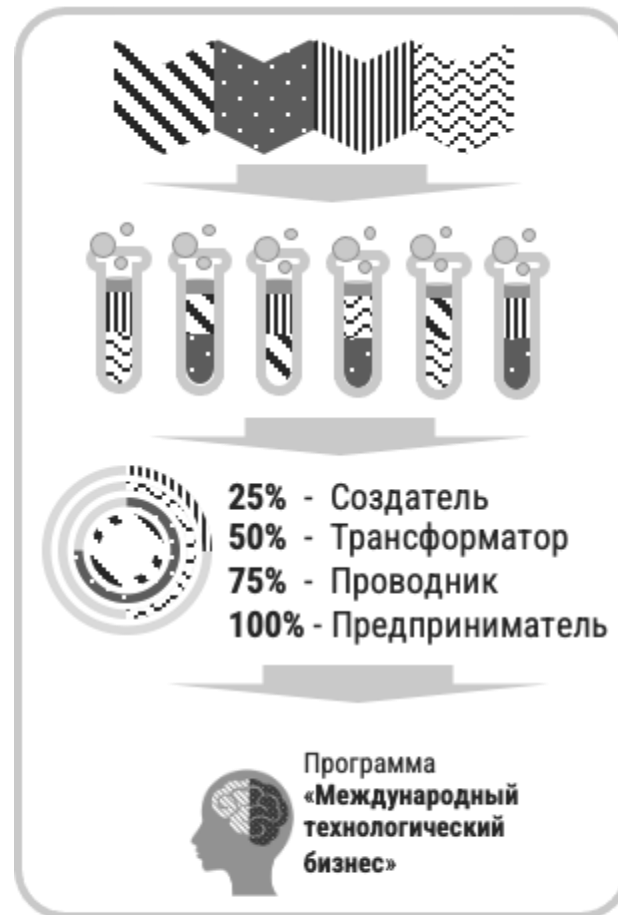 25% - Создатель
50% - Трансформатор
75% - Проводник
100% - Предприниматель
Программа
«Международный
технологический
бизнес»